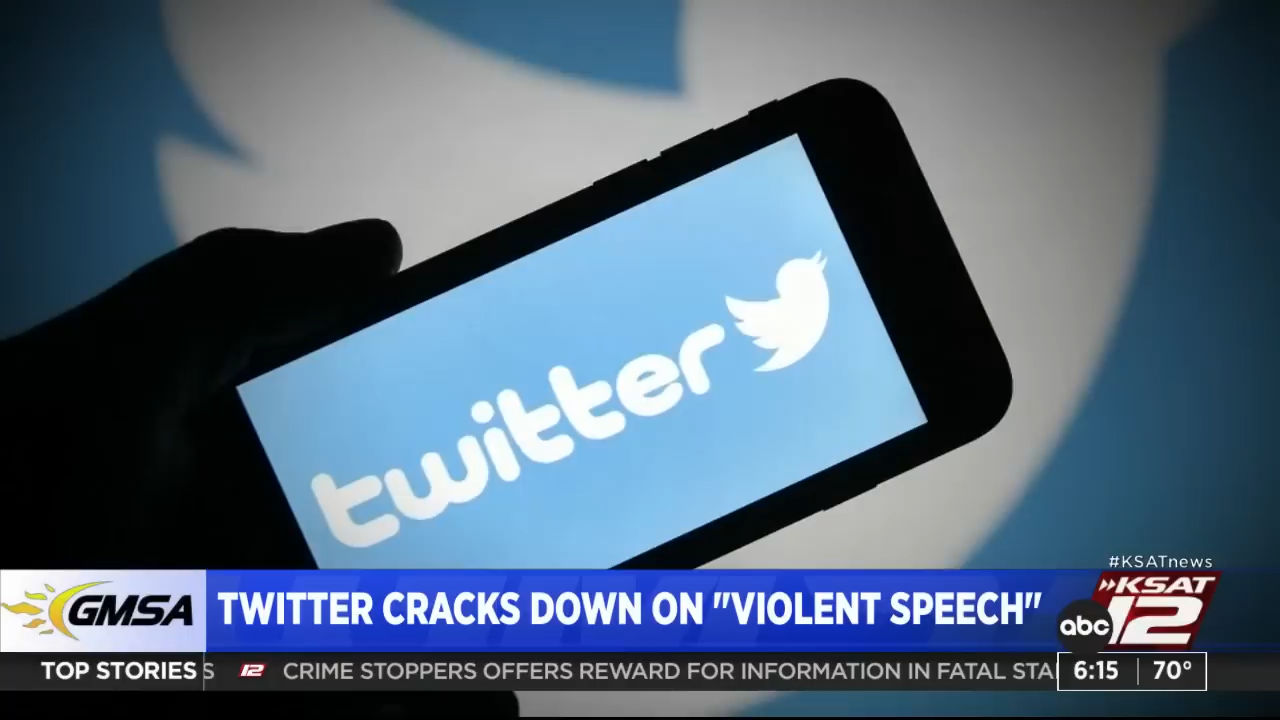 twitter
#KSATnews
GMSA
TWITTER CRACKS DOWN ON "VIOLENT SPEECH"
abc
KSAT
12
TOP STORIES
12 CRIME STOPPERS OFFERS REWARD FOR INFORMATION IN FATAL
6:15 70°